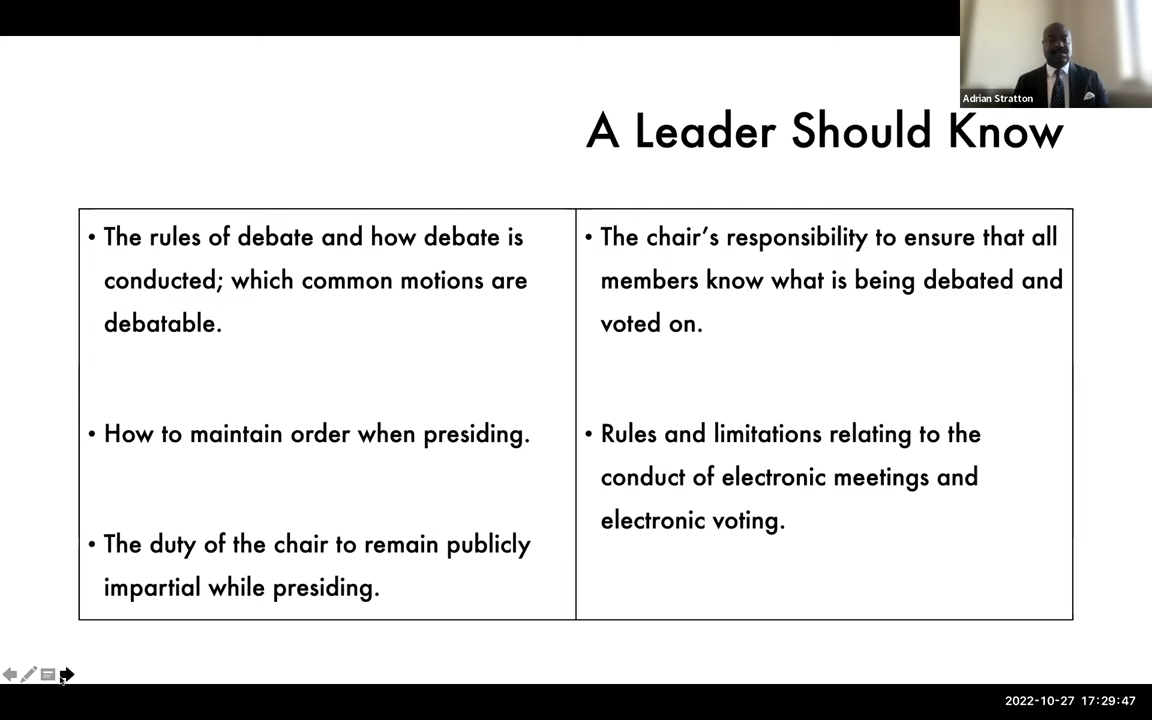 Adrian Stratton
A Leader Should Know
• The rules of debate and how debate is
conducted; which common motions are
debatable.
• How to maintain order when presiding.
• The duty of the chair to remain publicly
impartial while presiding.
• The chair’s responsibility to ensure that all
members know what is being debated and
voted on.
• Rules and limitations relating to the
conduct of electronic meetings and
electronic voting.
2022-10-27 17:29:47